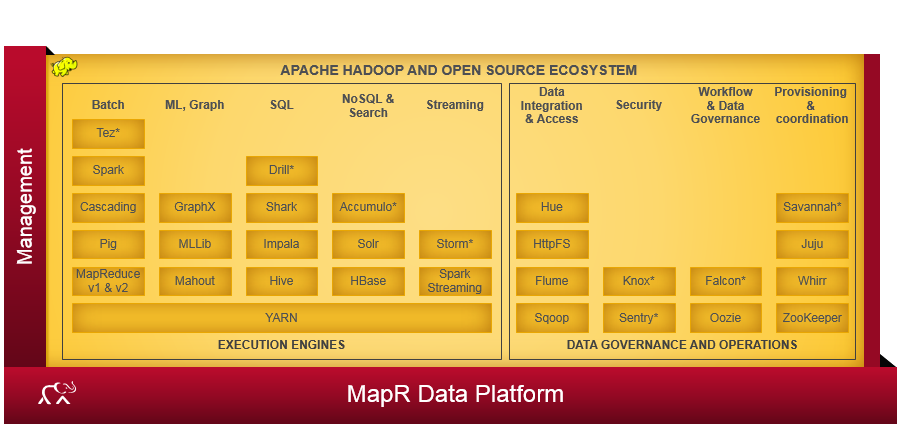 APACHE HADOOP AND OPEN SOURCE ECOSYSTEM
Management
Batch
ML, Graph
SQL
NoSQL &
Search
Streaming
Data
Integration
& Access
Security
Workflow
& Data
Governance
Provisioning
&
coordination
Tez*
Spark
Drill*
Cascading
GraphX
Shark
Accumulo*
Hue
Savannah*
Pig
MLLib
Impala
Solr
Storm*
HttpFS
Juju
MapReduce
v1 & v2
Mahout
Hive
HBase
Spark
Streaming
Flume
Knox*
Falcon*
Whirr
YARN
Sqoop
Sentry*
Oozie
ZooKeeper
EXECUTION ENGINES
DATA GOVERNANCE AND OPERATIONS
MapR Data Platform